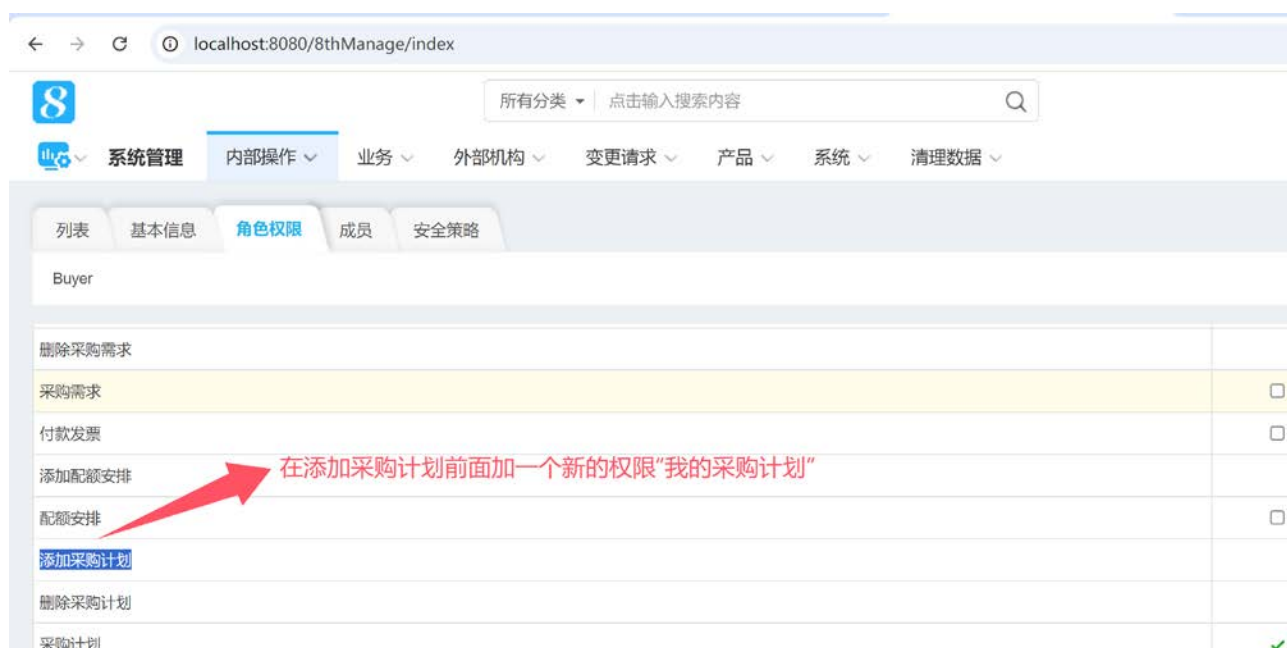 localhost:8080/8thManage/index
8
所有分类 点击输入搜索内容
系统管理 内部操作 业务 外部机构 变更请求 产品 系统 清理数据
列表 基本信息 角色权限 成员 安全策略
Buyer
删除采购需求
采购需求
付款发票
在添加采购计划前面加一个新的权限“我的采购计划”
添加配额安排
配额安排
添加采购计划
删除采购计划
采购计划